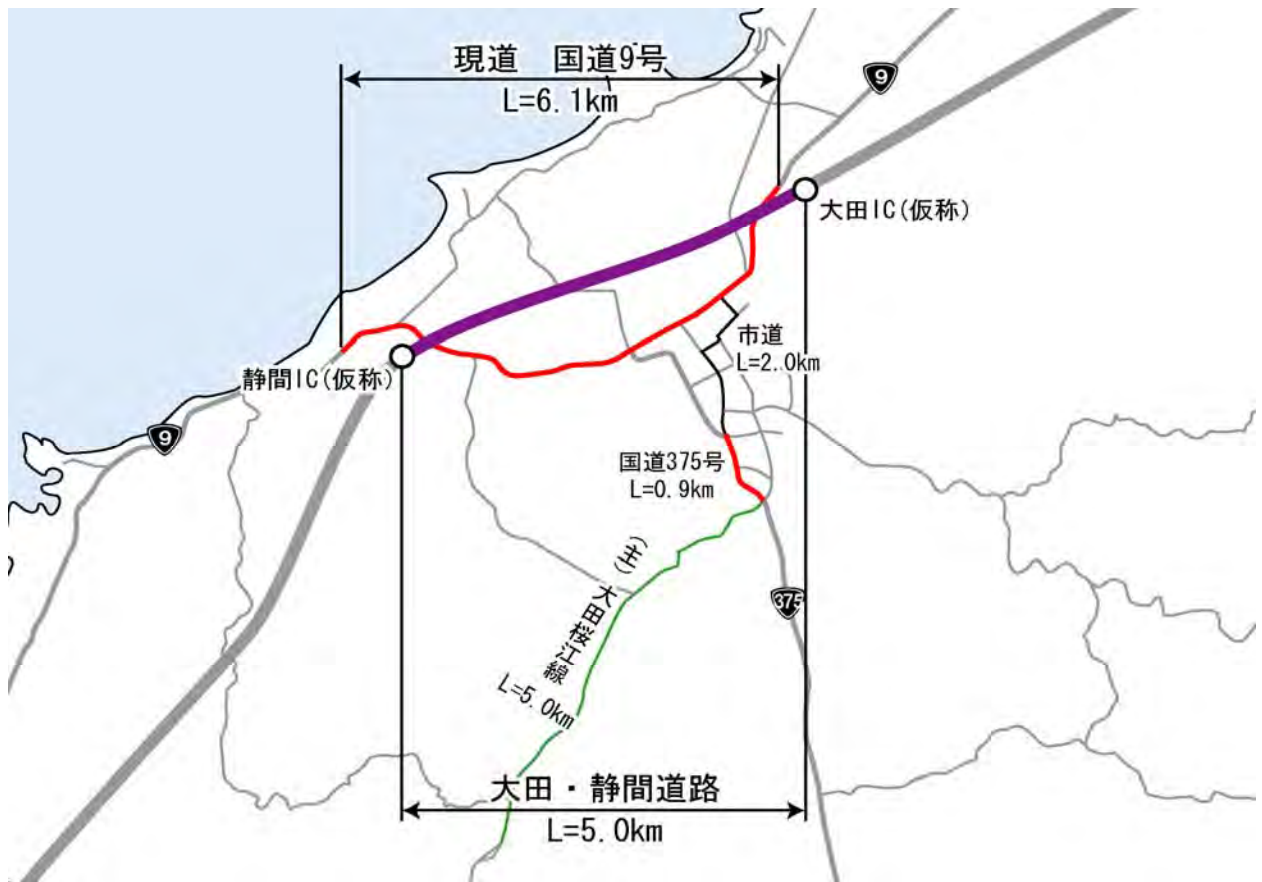 現道　国道9号
L=6.1km
9
大田IC(仮称)
市道
L=2.0km
静間IC(仮称)
9
国道375号
L=0.9km
(主)大田桜江線
L=5.0km
375
大田・静間道路
L=5.0km